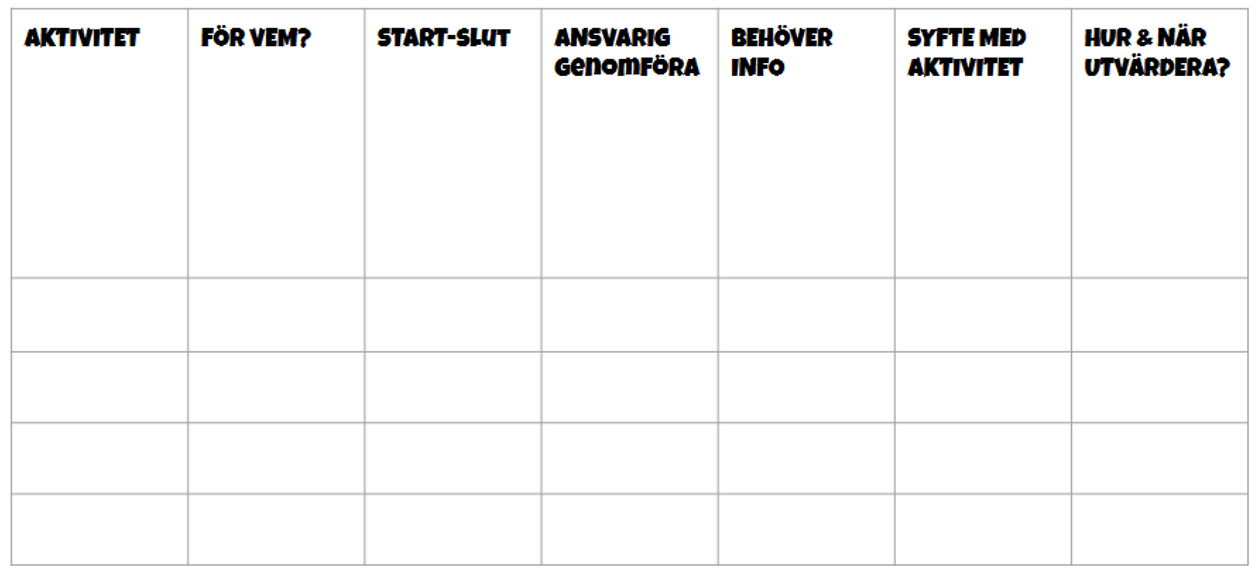 AKTIVITET
FÖR VEM?
START-SLUT
ANSVARIG
GENOMFÖRA
BEHÖVER
INFO
SYFTE MED
AKTIVITET
HUR & NÄR
UTVÄRDERA?